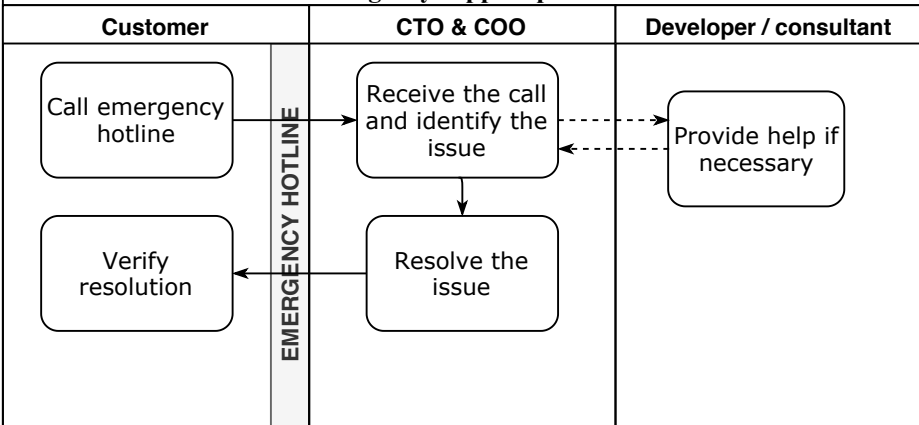 Customer
CTO & COO
Developer / consultant
Call emergency
hotline
EMERGENCY HOTLINE
Receive the call
and identify the
issue
Provide help if
necessary
Verify
resolution
Resolve the
issue